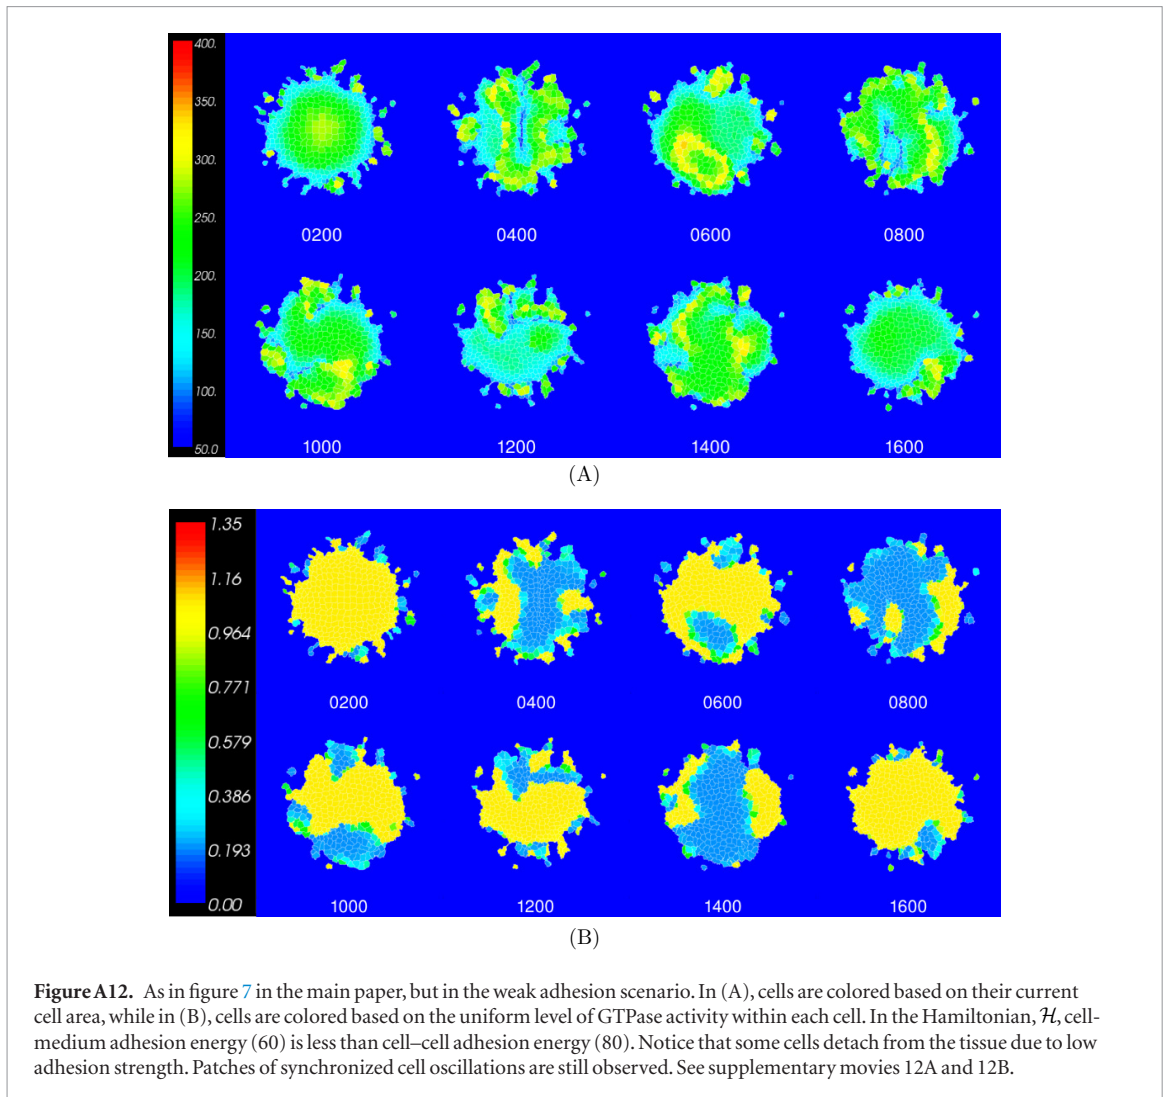 400.
350.
300.
250.
200.
150.
100.
50.0
0200 0400 0600 0800
1000 1200 1400 1600
(A)
1.35
1.16
0.964
0.771
0.579
0.386
0.193
0.00
0200 0400 0600 0800
1000 1200 1400 1600
(B)
Figure A12. As in figure 7 in the main paper, but in the weak adhesion scenario. In (A), cells are colored based on their current
cell area, while in (B), cells are colored based on the uniform level of GTPase activity within each cell. In the Hamiltonian, ℋ, cell-
medium adhesion energy (60) is less than cell–cell adhesion energy (80). Notice that some cells detach from the tissue due to low
adhesion strength. Patches of synchronized cell oscillations are still observed. See supplementary movies 12A and 12B.